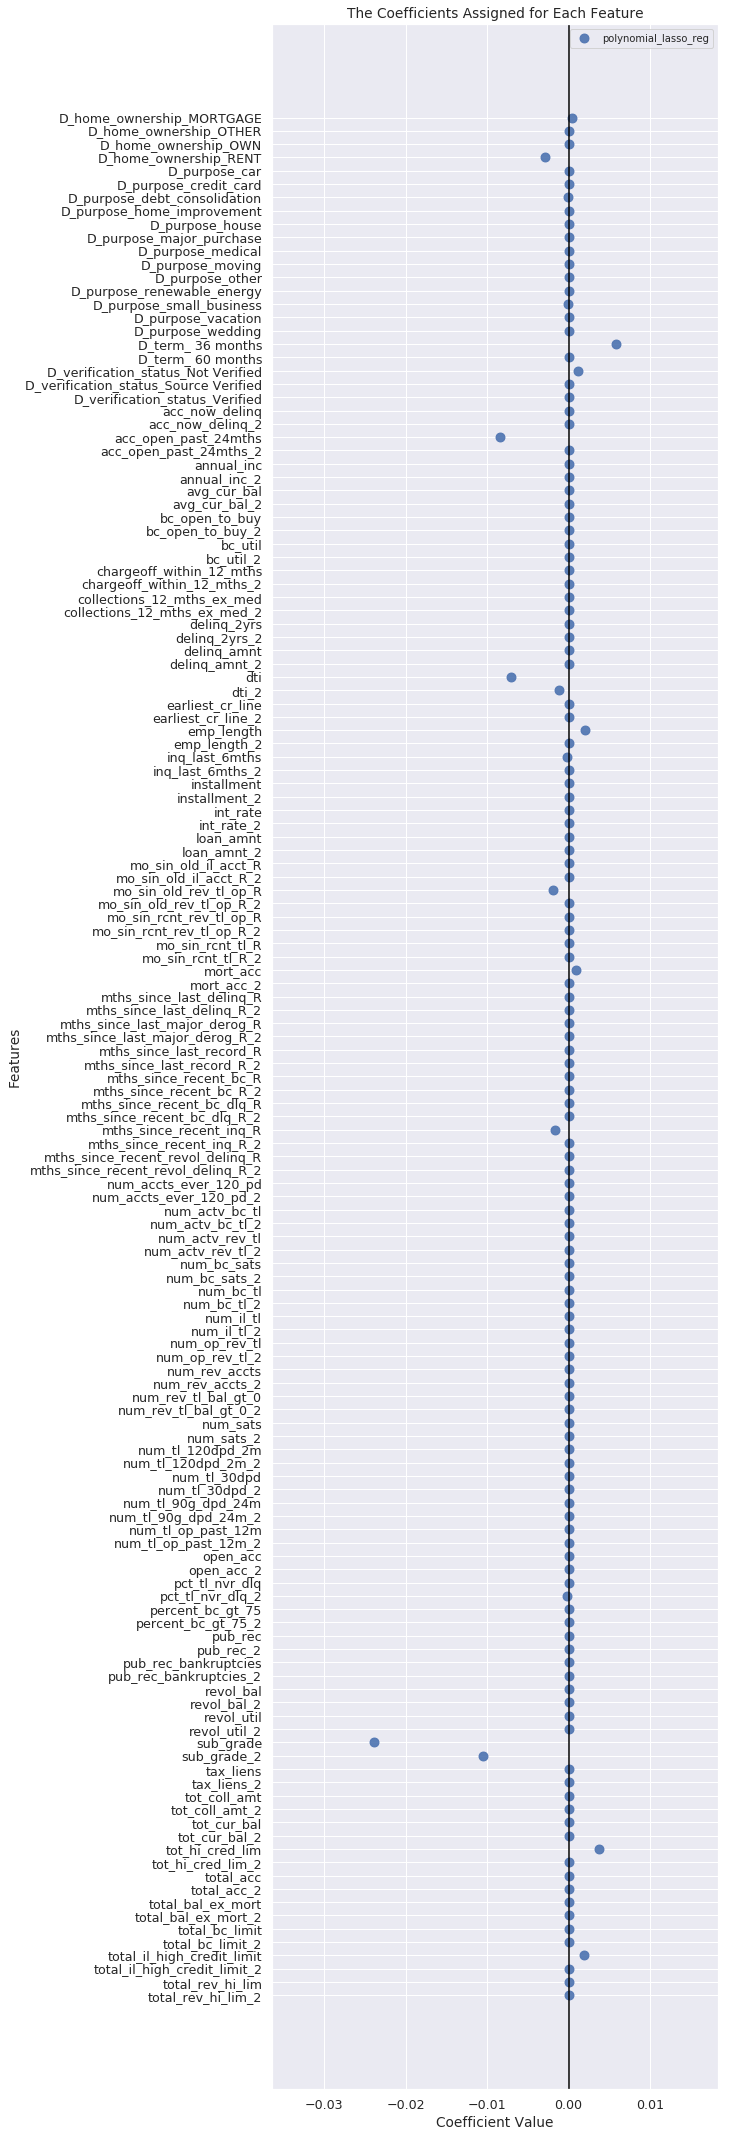 The Coefficients Assigned for Each Feature
polynomial_lasso_reg
D_home_ownership_MORTGAGE
D_home_ownership_OTHER
D_home_ownership_OWN
D_home_ownership_RENT
D_purpose_car
D_purpose_credit_card
D_purpose_debt_consolidation
D_purpose_home_improvement
D_purpose_house
D_purpose_major_purchase
D_purpose_medical
D_purpose_moving
D_purpose_other
D_purpose_renewable_energy
D_purpose_small_business
D_purpose_vacation
D_purpose_wedding
D_term_ 36 months
D_term_ 60 months
D_verification_status_Not Verified
D_verification_status_Source Verified
D_verification_status_Verified
acc_now_delinq
acc_now_delinq_2
acc_open_past_24mths
acc_open_past_24mths_2
annual_inc
annual_inc_2
avg_cur_bal
avg_cur_bal_2
bc_open_to_buy
bc_open_to_buy_2
bc_util
bc_util_2
chargeoff_within_12_mths
chargeoff_within_12_mths_2
collections_12_mths_ex_med
collections_12_mths_ex_med_2
delinq_2yrs
delinq_2yrs_2
delinq_amnt
delinq_amnt_2
dti
dti_2
earliest_cr_line
earliest_cr_line_2
emp_length
emp_length_2
inq_last_6mths
inq_last_6mths_2
installment
installment_2
int_rate
int_rate_2
loan_amnt
loan_amnt_2
mo_sin_old_il_acct_R
mo_sin_old_il_acct_R_2
mo_sin_old_rev_tl_op_R
mo_sin_old_rev_tl_op_R_2
mo_sin_rcnt_rev_tl_op_R
mo_sin_rcnt_rev_tl_op_R_2
mo_sin_rcnt_tl_R
mo_sin_rcnt_tl_R_2
mort_acc
mort_acc_2
mths_since_last_delinq_R
mths_since_last_delinq_R_2
mths_since_last_major_derog_R
mths_since_last_major_derog_R_2
mths_since_last_record_R
mths_since_last_record_R_2
mths_since_recent_bc_R
mths_since_recent_bc_R_2
mths_since_recent_bc_dlq_R
mths_since_recent_bc_dlq_R_2
mths_since_recent_inq_R
mths_since_recent_inq_R_2
mths_since_recent_revol_delinq_R
mths_since_recent_revol_delinq_R_2
num_accts_ever_120_pd
num_accts_ever_120_pd_2
num_actv_bc_tl
num_actv_bc_tl_2
num_actv_rev_tl
num_actv_rev_tl_2
num_bc_sats
num_bc_sats_2
num_bc_tl
num_bc_tl_2
num_il_tl
num_il_tl_2
num_op_rev_tl
num_op_rev_tl_2
num_rev_accts
num_rev_accts_2
num_rev_tl_bal_gt_0
num_rev_tl_bal_gt_0_2
num_sats
num_sats_2
num_tl_120dpd_2m
num_tl_120dpd_2m_2
num_tl_30dpd
num_tl_30dpd_2
num_tl_90g_dpd_24m
num_tl_90g_dpd_24m_2
num_tl_op_past_12m
num_tl_op_past_12m_2
open_acc
open_acc_2
pct_tl_nvr_dlq
pct_tl_nvr_dlq_2
percent_bc_gt_75
percent_bc_gt_75_2
pub_rec
pub_rec_2
pub_rec_bankruptcies
pub_rec_bankruptcies_2
revol_bal
revol_bal_2
revol_util
revol_util_2
sub_grade
sub_grade_2
tax_liens
tax_liens_2
tot_coll_amt
tot_coll_amt_2
tot_cur_bal
tot_cur_bal_2
tot_hi_cred_lim
tot_hi_cred_lim_2
total_acc
total_acc_2
total_bal_ex_mort
total_bal_ex_mort_2
total_bc_limit
total_bc_limit_2
total_il_high_credit_limit
total_il_high_credit_limit_2
total_rev_hi_lim
total_rev_hi_lim_2
Features
−0.03 −0.02 −0.01 0.00 0.01
Coefficient Value